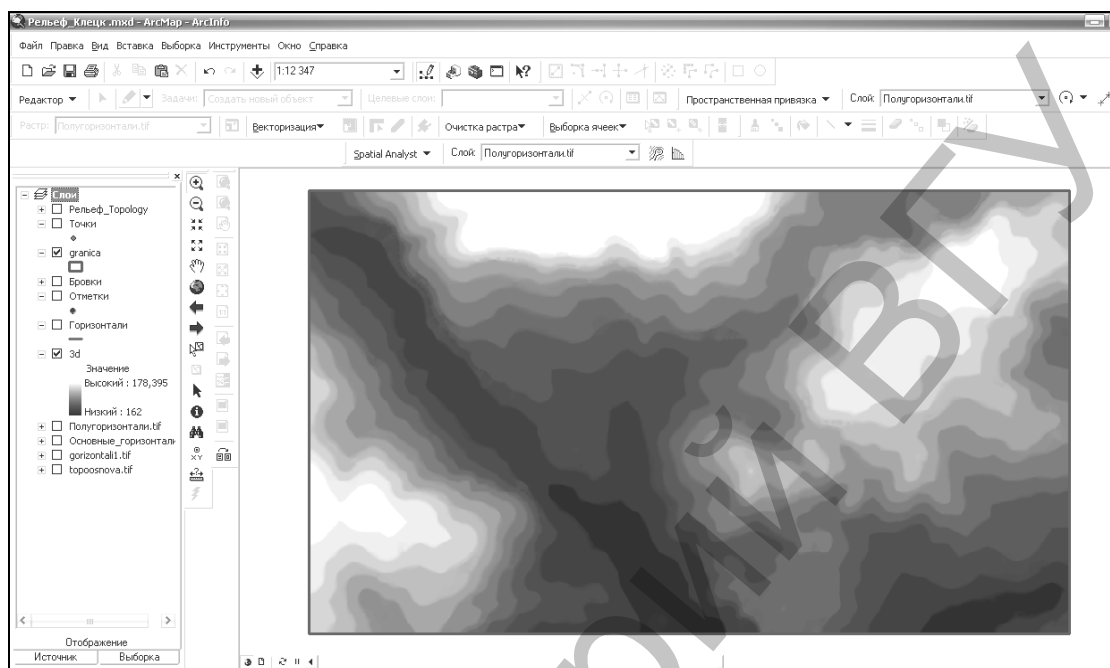 Рельеф_Клецк .mxd - ArcMap - ArcInfo
Файл Правка Вид Вставка Выборка Инструменты Окно Справка
1:12 347
Редактор Задачи: Создать новый объект Целевые слои: Пространственная привязка Слой: Полугоризонтали.tif
Растр: Полугоризонтали.tif Векторизация Очистка растра Выборка ячеек
Spatial Analyst Слой: Полугоризонтали.tif
Слои
Рельеф_Topology
Точки
granica
Бровки
Отметки
Горизонтали
3d
Значение
Высокий : 178,395
Низкий : 162
Полугоризонтали.tif
Основные_горизонтали
gorizontali1.tif
topoosnova.tif
Отображение
Источник Выборка
рий ВГУ